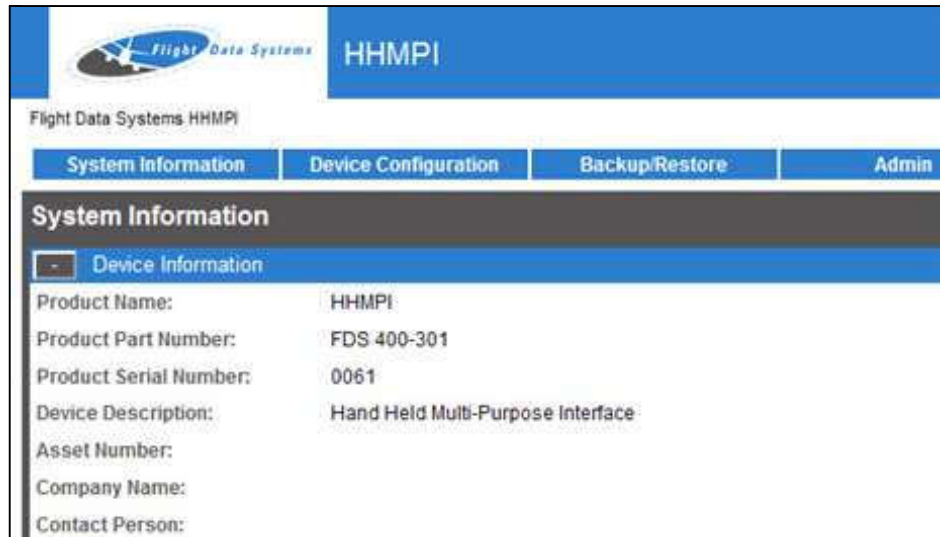 Flight Data Systems HHMPI
Flight Data Systems HHMPI
System Information Device Configuration Backup/Restore Admin
System Information
- Device Information
Product Name: HHMPI
Product Part Number: FDS 400-301
Product Serial Number: 0061
Device Description: Hand Held Multi-Purpose Interface
Asset Number:
Company Name:
Contact Person: